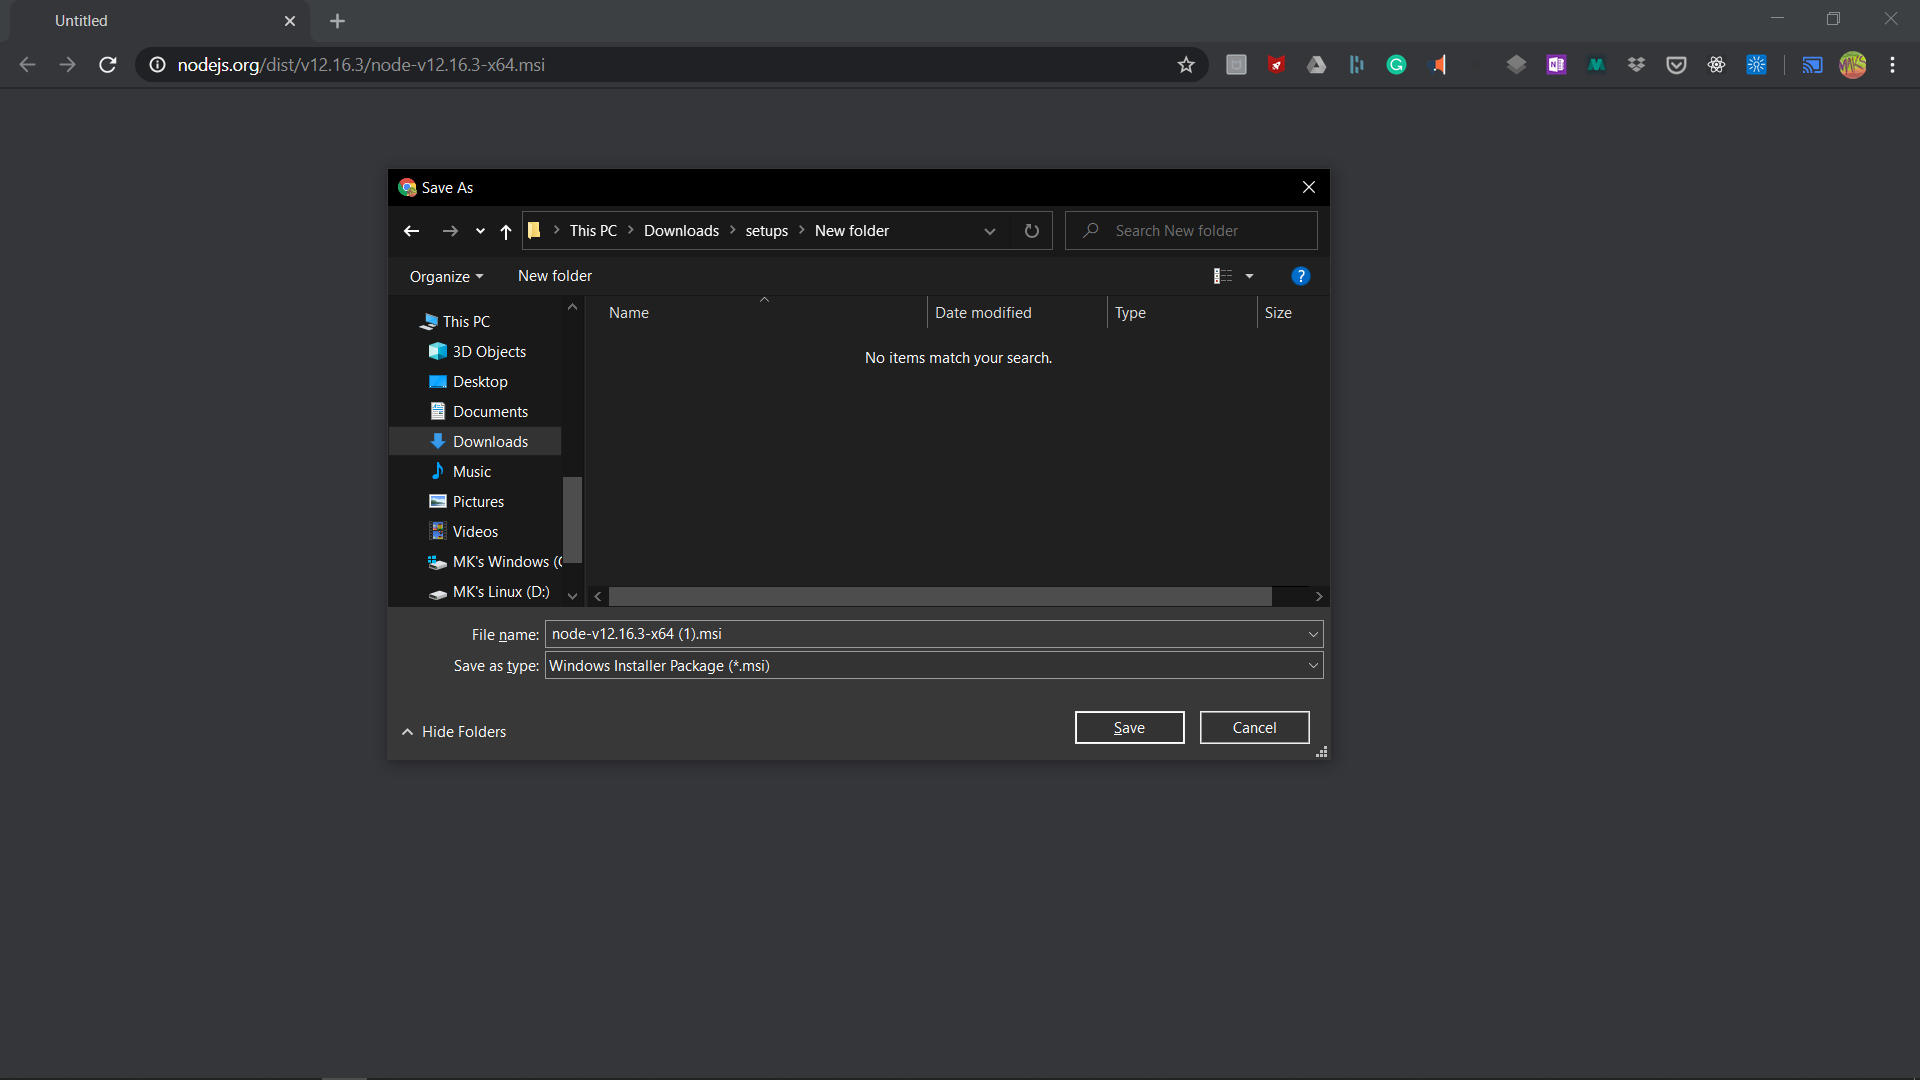 Untitled
nodejs.org/dist/v12.16.3/node-v12.16.3-x64.msi
Save As
This PC > Downloads > setups > New folder
Search New folder
Organize
New folder
Name
Date modified
Type
Size
No items match your search.
This PC
3D Objects
Desktop
Documents
Downloads
Music
Pictures
Videos
MK's Windows (
MK's Linux (D:)
File name: node-v12.16.3-x64 (1).msi
Save as type: Windows Installer Package (*.msi)
Hide Folders
Save
Cancel